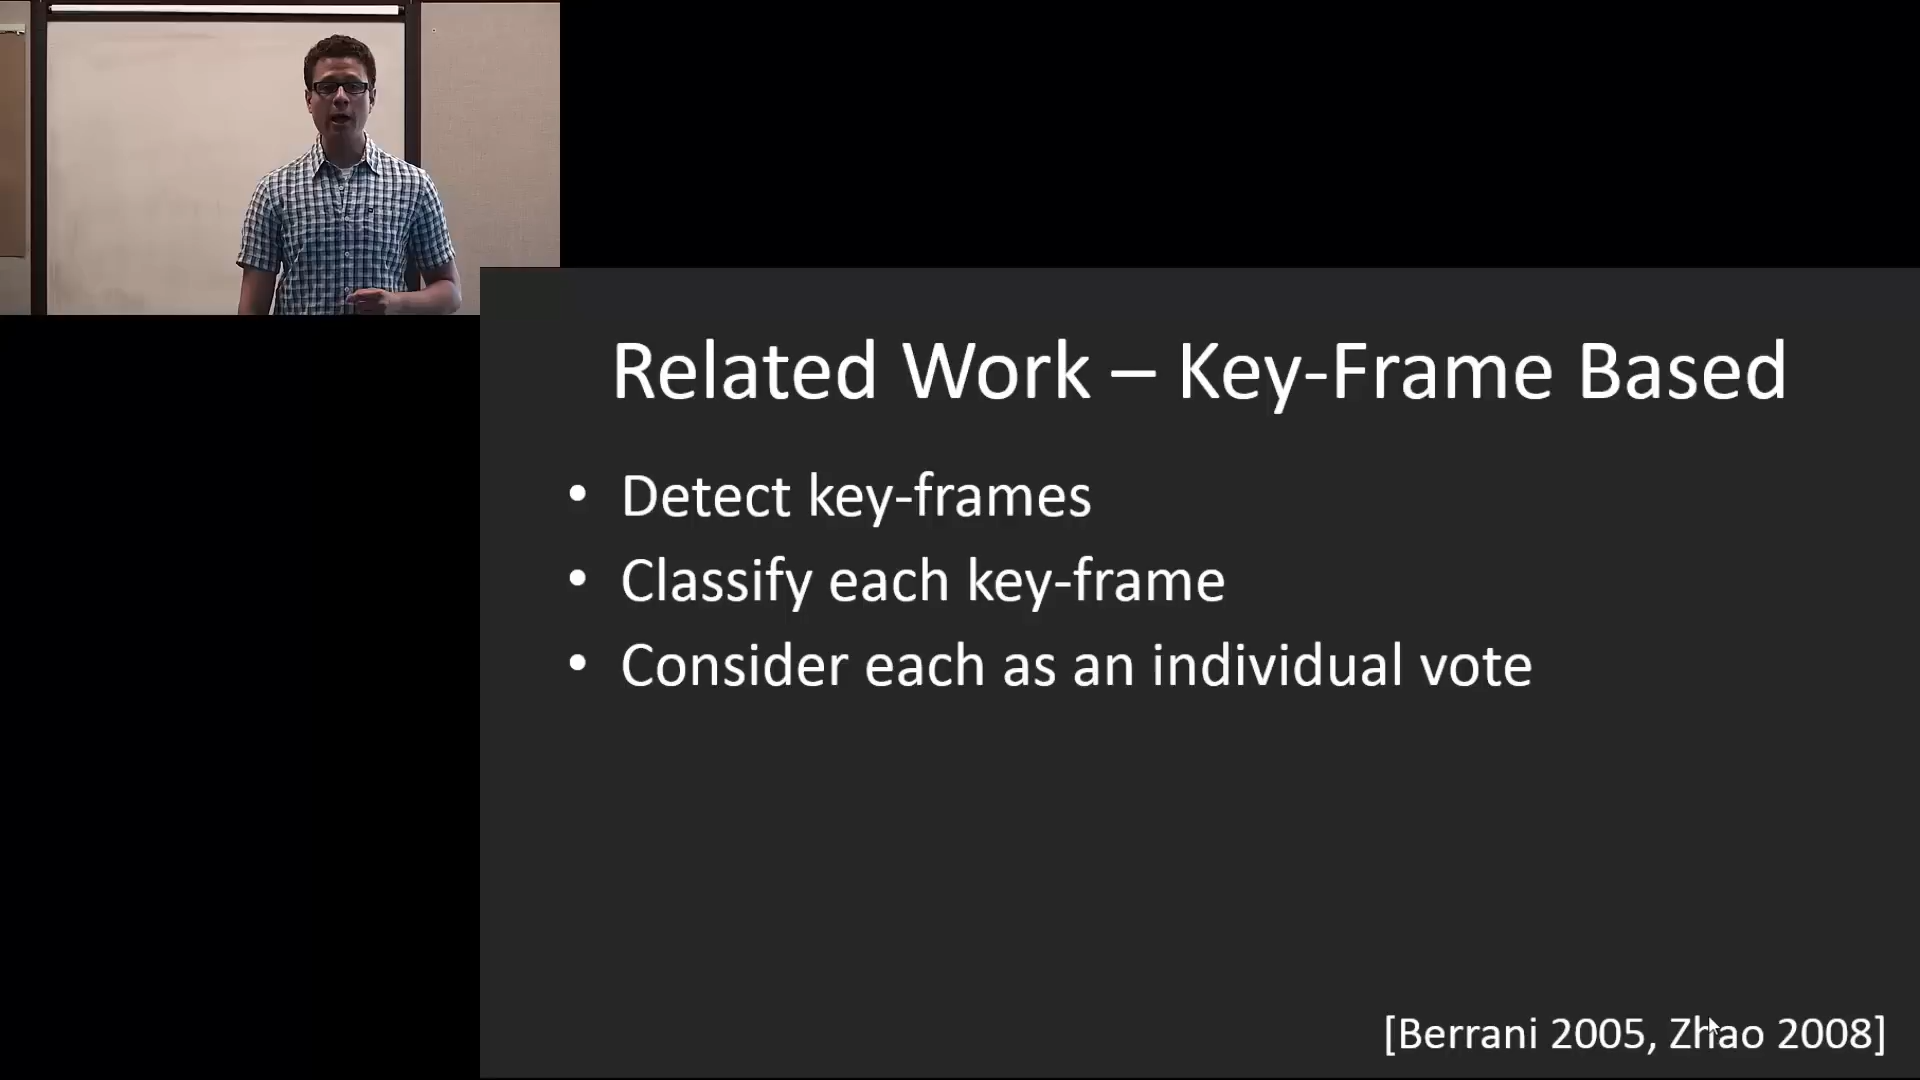 Related Work – Key-Frame Based
• Detect key-frames
• Classify each key-frame
• Consider each as an individual vote
[Berrani 2005, Zhao 2008]